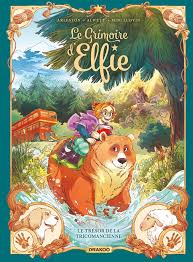 ARLESTON • ALWETT • MINI LUDVIN
Le Grimoire
d'Elfie
LE TRÉSOR DE LA
TRICOMANCIENNE
DRAKOO